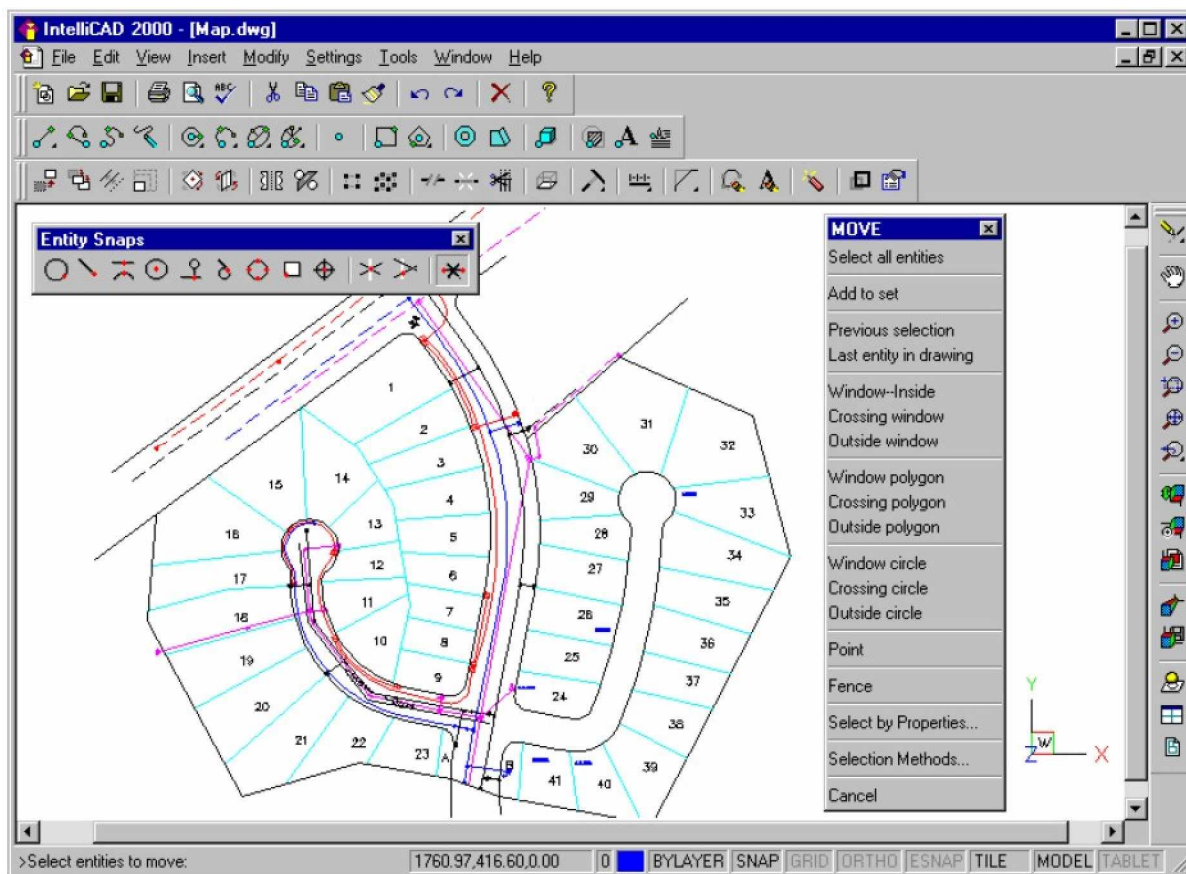 IntelliCAD 2000 - [Map.dwg]
File Edit View Insert Modify Settings Tools Window Help
ABC
A
Entity Snaps
MOVE
Select all entities
Add to set
Previous selection
Last entity in drawing
Window--Inside
Crossing window
Outside window
Window polygon
Crossing polygon
Outside polygon
Window circle
Crossing circle
Outside circle
Point
Fence
Select by Properties...
Selection Methods...
Cancel
1
2
3
4
5
6
7
8
9
10
11
12
13
14
15
16
17
18
19
20
21
22
23
A
B
24
25
26
27
28
29
30
31
32
33
34
35
36
37
38
39
40
41
Y
W
Z X
>Select entities to move: 1760.97,416.60,0.00 0 BYLAYER SNAP GRID ORTHO ESNAP TILE MODEL TABLET